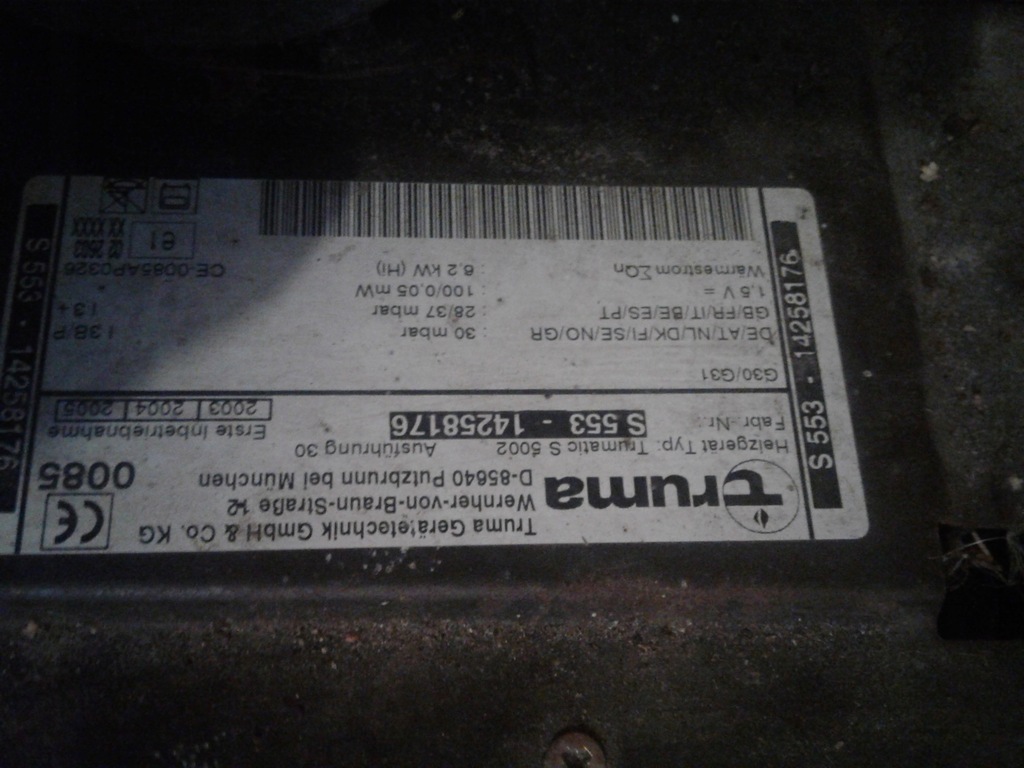 Truma Gerätetechnik GmbH & Co. KG
Wernher-von-Braun-Straße 12
D-85640 Putzbrunn bei München
truma
CE
0085
Heizgerät Typ: Trumatic S 5002 Ausführung 30
Fabr.-Nr.: S 553 - 14258176
Erste Inbetriebnahme
2003 2004 2005
G30/G31
DE/AT/NL/DK/FI/SE/NO/GR : 30 mbar I 3B/P
GB/FR/IT/BE/ES/PT : 28/37 mbar I 3+
1,5 V = : 100/0,05 mW
Wärmestrom ΣQn : 6,2 kW (Hi) CE-0085AP0326
e1
S 553 - 14258176
S 553 - 14258176